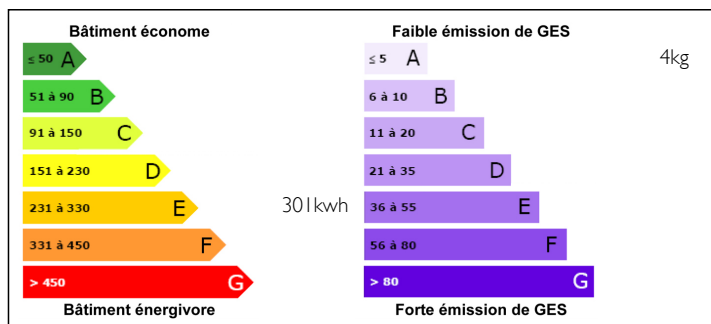 Bâtiment économe
≤ 50 A
51 à 90 B
91 à 150 C
151 à 230 D
231 à 330 E
301kwh
331 à 450 F
> 450 G
Bâtiment énergivore
Faible émission de GES
≤ 5 A
4kg
6 à 10 B
11 à 20 C
21 à 35 D
36 à 55 E
56 à 80 F
> 80 G
Forte émission de GES